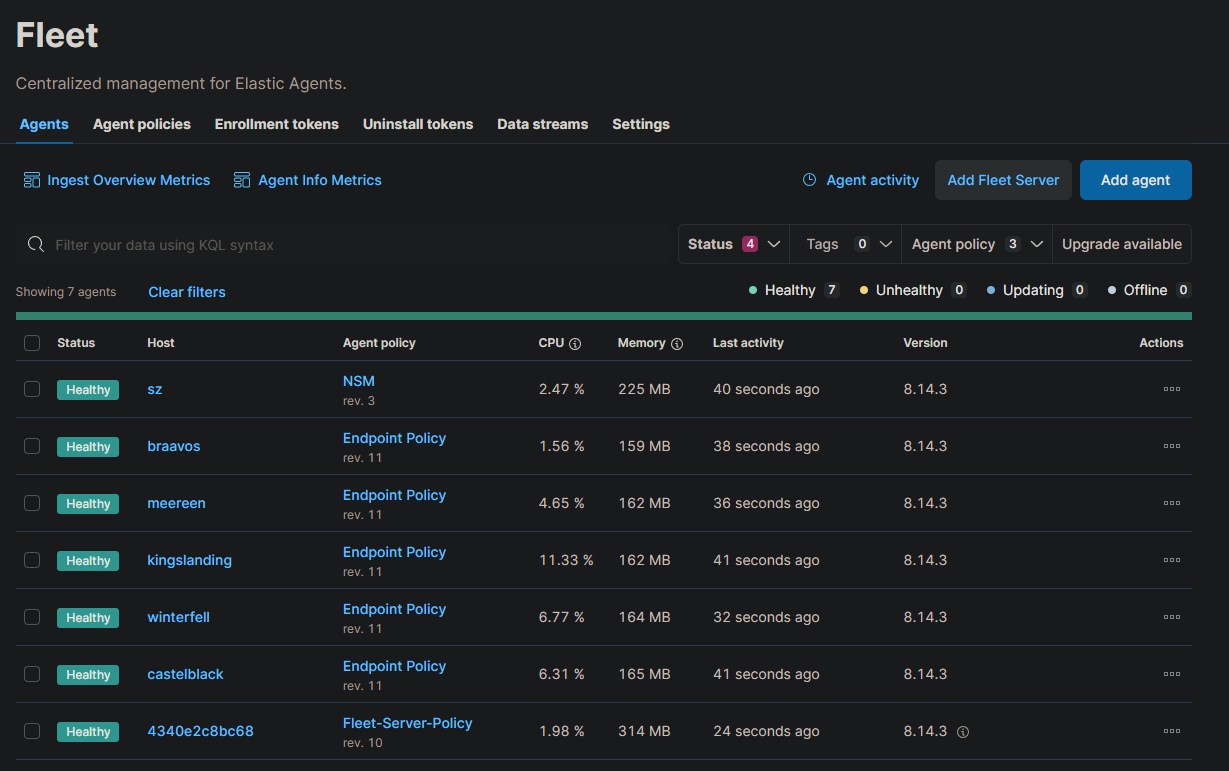 Fleet
Centralized management for Elastic Agents.
Agents Agent policies Enrollment tokens Uninstall tokens Data streams Settings
Ingest Overview Metrics Agent Info Metrics Agent activity Add Fleet Server Add agent
Filter your data using KQL syntax Status 4 Tags 0 Agent policy 3 Upgrade available
Showing 7 agents Clear filters Healthy 7 Unhealthy 0 Updating 0 Offline 0
Status Host Agent policy CPU Memory Last activity Version Actions
Healthy sz NSM rev. 3 2.47 % 225 MB 40 seconds ago 8.14.3
Healthy braavos Endpoint Policy rev. 11 1.56 % 159 MB 38 seconds ago 8.14.3
Healthy meereen Endpoint Policy rev. 11 4.65 % 162 MB 36 seconds ago 8.14.3
Healthy kingslanding Endpoint Policy rev. 11 11.33 % 162 MB 41 seconds ago 8.14.3
Healthy winterfell Endpoint Policy rev. 11 6.77 % 164 MB 32 seconds ago 8.14.3
Healthy castelblack Endpoint Policy rev. 11 6.31 % 165 MB 41 seconds ago 8.14.3
Healthy 4340e2c8bc68 Fleet-Server-Policy rev. 10 1.98 % 314 MB 24 seconds ago 8.14.3